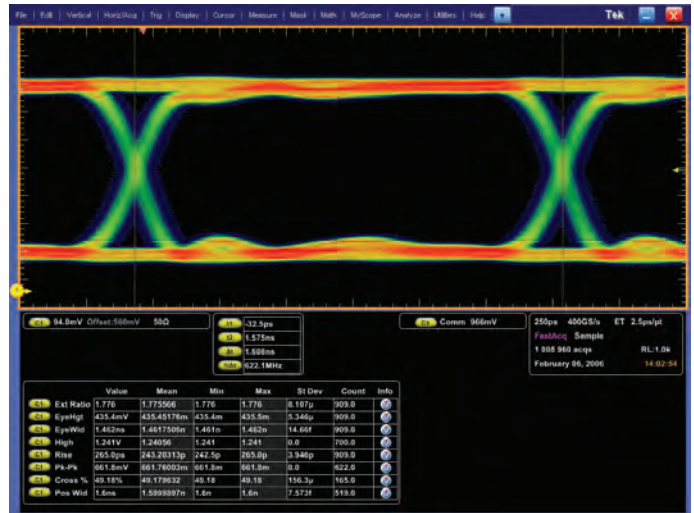 File | Edit | Vertical | Horiz/Acq | Trig | Display | Cursor | Measure | Mask | Math | MyScope | Analyze | Utilities | Help Tek
1
C1 94.0mV Offset:560mV 50Ω
t1 -32.5ps
t2 1.575ns
Δt 1.608ns
1/Δt 622.1MHz
C1 Comm 966mV
250ps 400GS/s ET 2.5ps/pt
FastAcq Sample
1 808 960 acqs RL:1.0k
February 06, 2006 14:02:54
Value Mean Min Max St Dev Count Info
C1 Ext Ratio 1.776 1.775566 1.776 1.776 8.107µ 909.0
C1 EyeHgt 435.4mV 435.45176m 435.4m 435.5m 5.346µ 909.0
C1 EyeWid 1.462ns 1.4617506n 1.461n 1.462n 14.66f 909.0
C1 High 1.241V 1.24056 1.241 1.241 0.0 700.0
C1 Rise 265.0ps 243.20313p 242.5p 265.0p 3.946p 909.0
C1 Pk-Pk 661.8mV 661.76003m 661.8m 661.8m 0.0 622.0
C1 Cross % 49.18% 49.179632 49.18 49.18 156.3µ 165.0
C1 Pos Wid 1.6ns 1.5999897n 1.6n 1.6n 7.573f 519.0